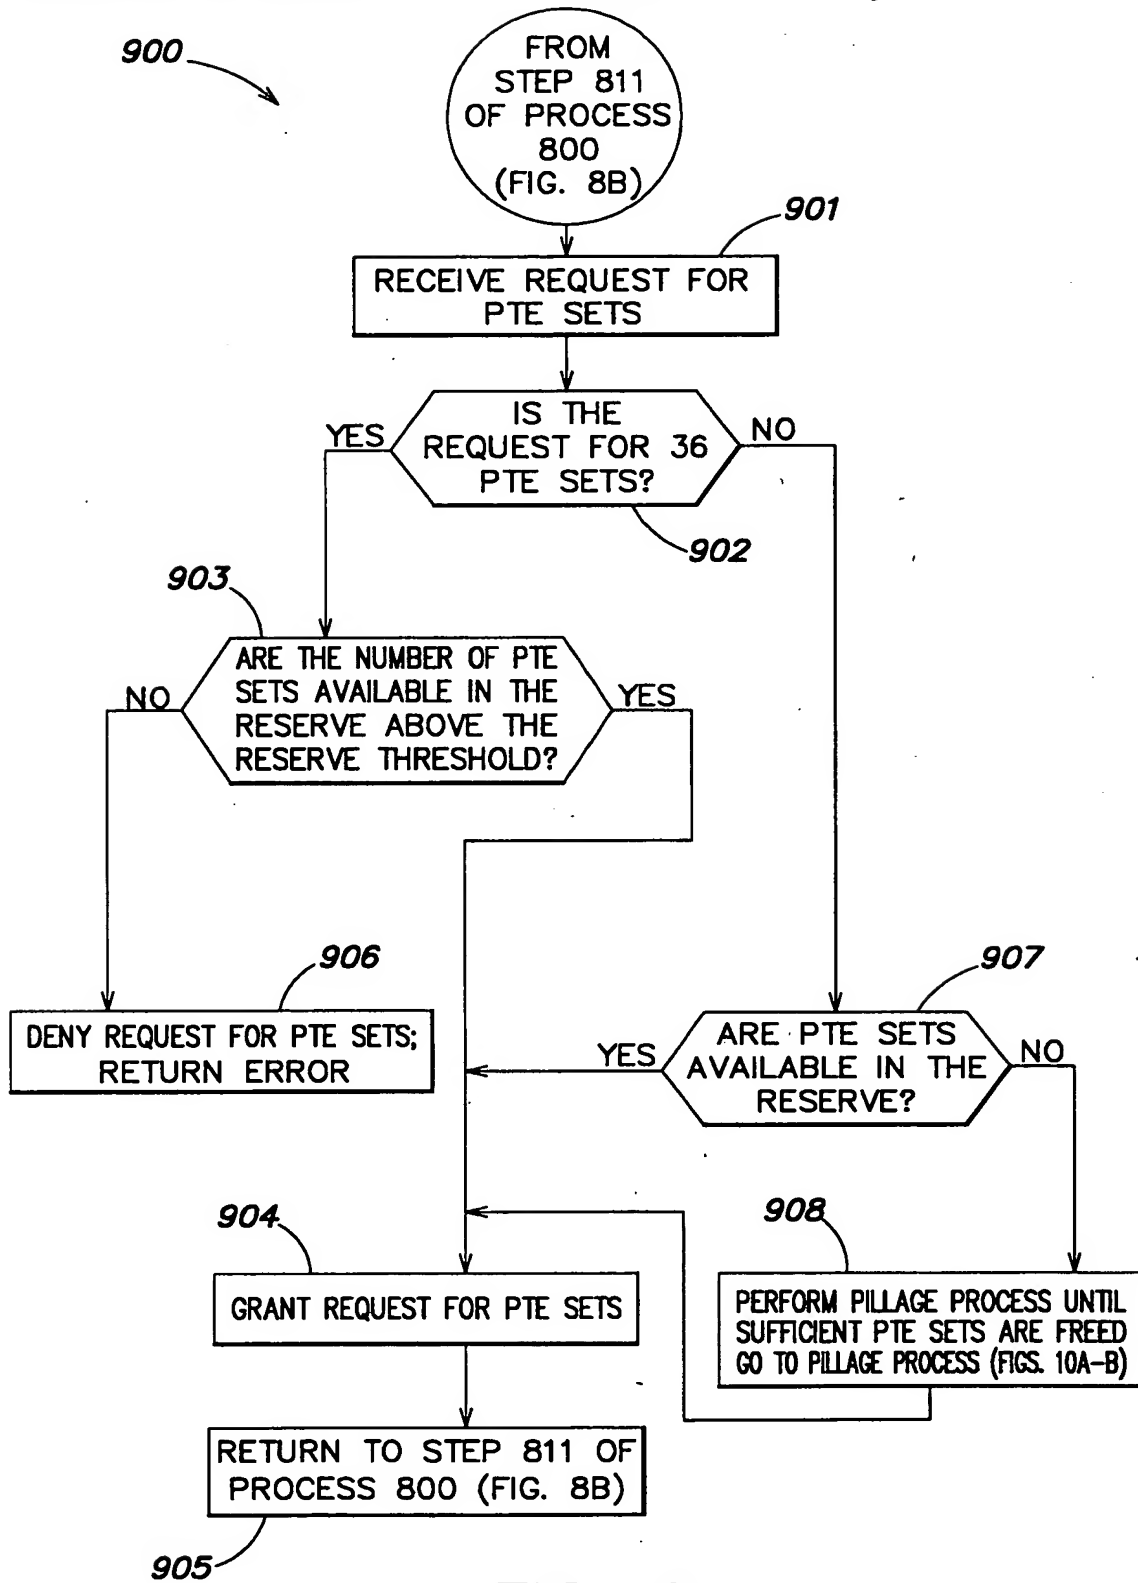 900
FROM
STEP 811
OF PROCESS
800
(FIG. 8B)
901
RECEIVE REQUEST FOR
PTE SETS
YES
IS THE
REQUEST FOR 36
PTE SETS?
NO
902
903
ARE THE NUMBER OF PTE
SETS AVAILABLE IN THE
RESERVE ABOVE THE
RESERVE THRESHOLD?
NO
YES
906
DENY REQUEST FOR PTE SETS;
RETURN ERROR
907
YES
ARE PTE SETS
AVAILABLE IN THE
RESERVE?
NO
904
GRANT REQUEST FOR PTE SETS
908
PERFORM PILLAGE PROCESS UNTIL
SUFFICIENT PTE SETS ARE FREED
GO TO PILLAGE PROCESS (FIGS. 10A-B)
RETURN TO STEP 811 OF
PROCESS 800 (FIG. 8B)
905